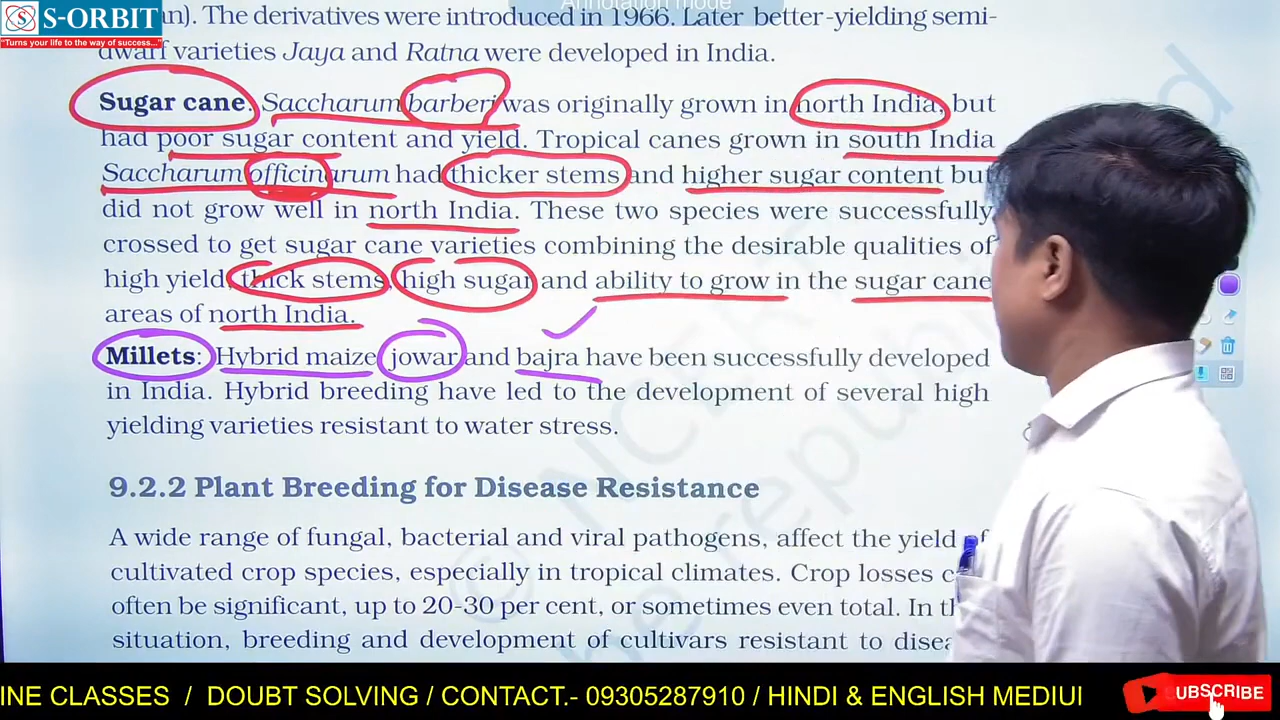 Annotation mode
S-ORBIT
"Turns your life to the way of success..."
an). The derivatives were introduced in 1966. Later better-yielding semi-
dwarf varieties Jaya and Ratna were developed in India.
Sugar cane: Saccharum barberi was originally grown in north India, but
had poor sugar content and yield. Tropical canes grown in south India
Saccharum officinarum had thicker stems and higher sugar content but
did not grow well in north India. These two species were successfully
crossed to get sugar cane varieties combining the desirable qualities of
high yield, thick stems, high sugar and ability to grow in the sugar cane
areas of north India.
Millets: Hybrid maize, jowar and bajra have been successfully developed
in India. Hybrid breeding have led to the development of several high
yielding varieties resistant to water stress.
9.2.2 Plant Breeding for Disease Resistance
A wide range of fungal, bacterial and viral pathogens, affect the yield of
cultivated crop species, especially in tropical climates. Crop losses c
often be significant, up to 20-30 per cent, or sometimes even total. In th
situation, breeding and development of cultivars resistant to disea
© NCERT
republished
INE CLASSES / DOUBT SOLVING / CONTACT.- 09305287910 / HINDI & ENGLISH MEDIUI
SUBSCRIBE